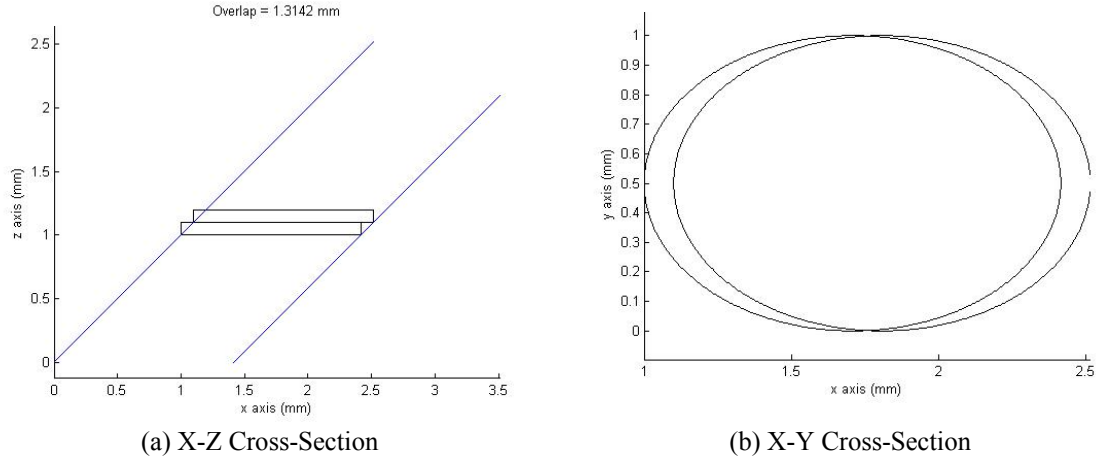 Overlap = 1.3142 mm
z axis (mm)
2.5
2
1.5
1
0.5
0
0 0.5 1 1.5 2 2.5 3 3.5
x axis (mm)
(a) X-Z Cross-Section
y axis (mm)
1
0.9
0.8
0.7
0.6
0.5
0.4
0.3
0.2
0.1
0
1 1.5 2 2.5
x axis (mm)
(b) X-Y Cross-Section